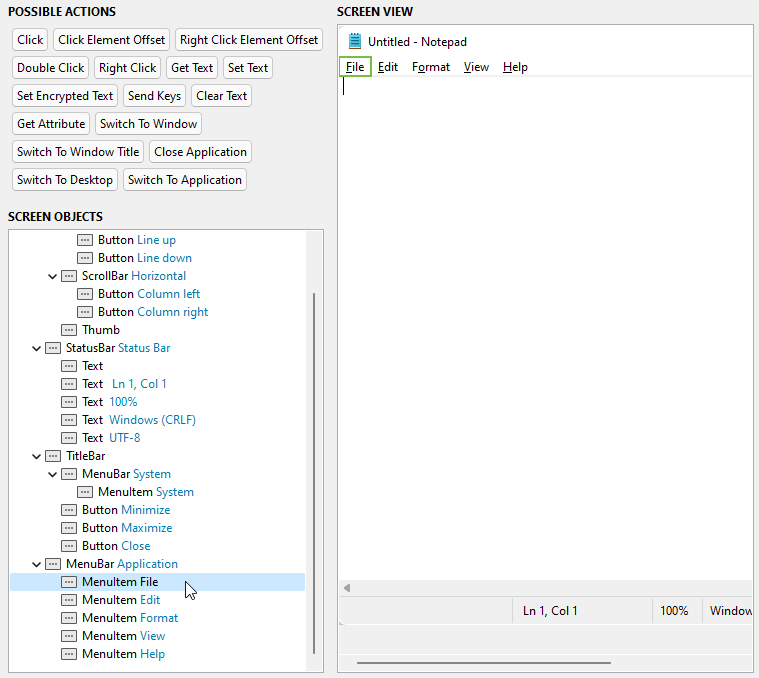 POSSIBLE ACTIONS
Click Click Element Offset Right Click Element Offset
Double Click Right Click Get Text Set Text
Set Encrypted Text Send Keys Clear Text
Get Attribute Switch To Window
Switch To Window Title Close Application
Switch To Desktop Switch To Application
SCREEN OBJECTS
Button Line up
Button Line down
ScrollBar Horizontal
Button Column left
Button Column right
Thumb
StatusBar Status Bar
Text
Text Ln 1, Col 1
Text 100%
Text Windows (CRLF)
Text UTF-8
TitleBar
MenuBar System
MenuItem System
Button Minimize
Button Maximize
Button Close
MenuBar Application
MenuItem File
MenuItem Edit
MenuItem Format
MenuItem View
MenuItem Help
SCREEN VIEW
Untitled - Notepad
File Edit Format View Help
Ln 1, Col 1 100% Window